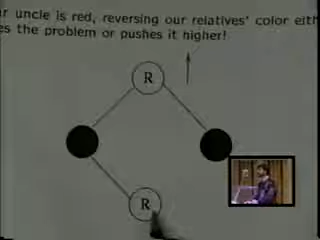 r uncle is red, reversing our relatives' color eith
es the problem or pushes it higher!
R
R